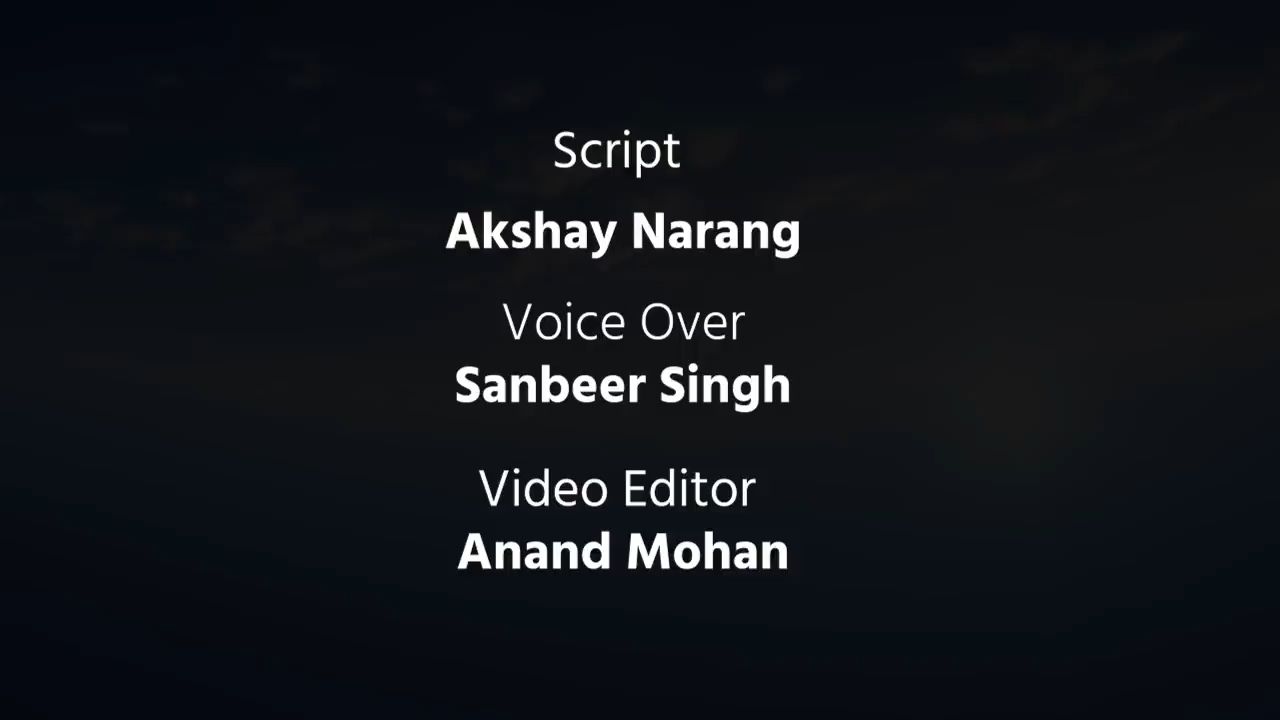 Script
Akshay Narang
Voice Over
Sanbeer Singh
Video Editor
Anand Mohan